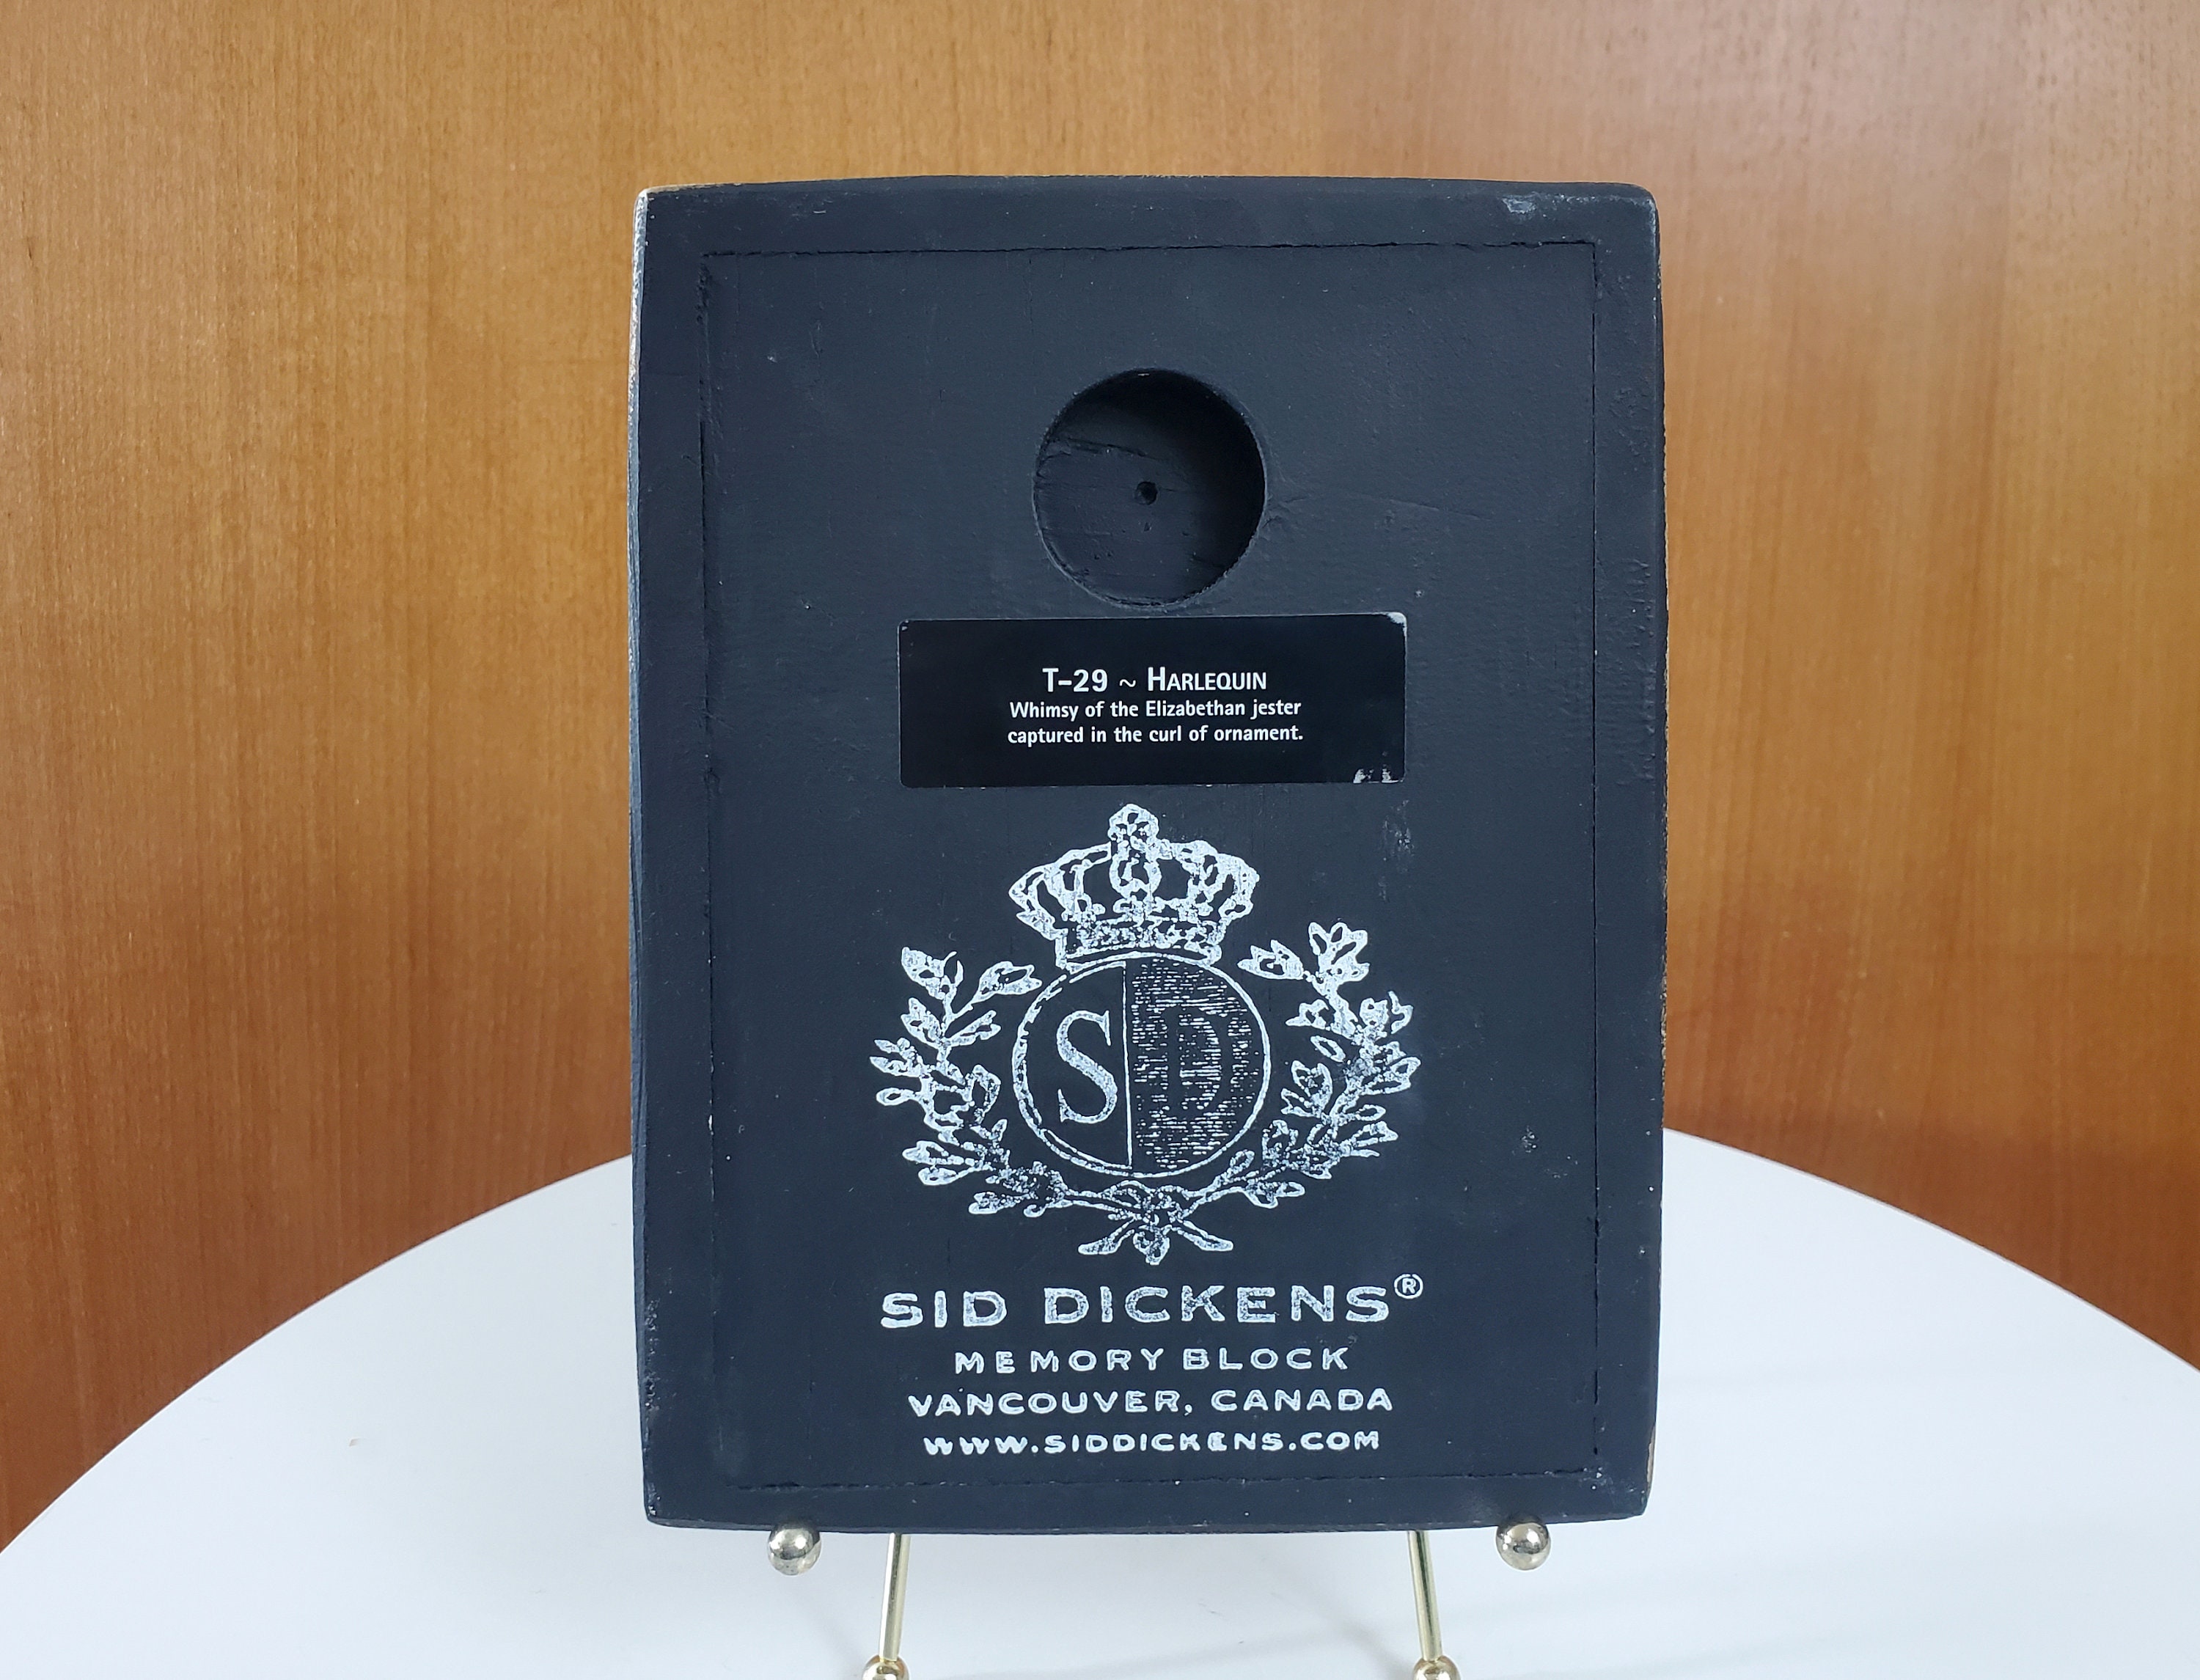 T-29 ~ HARLEQUIN
Whimsy of the Elizabethan jester
captured in the curl of ornament.
S D
SID DICKENS®
MEMORY BLOCK
VANCOUVER, CANADA
WWW.SIDDICKENS.COM